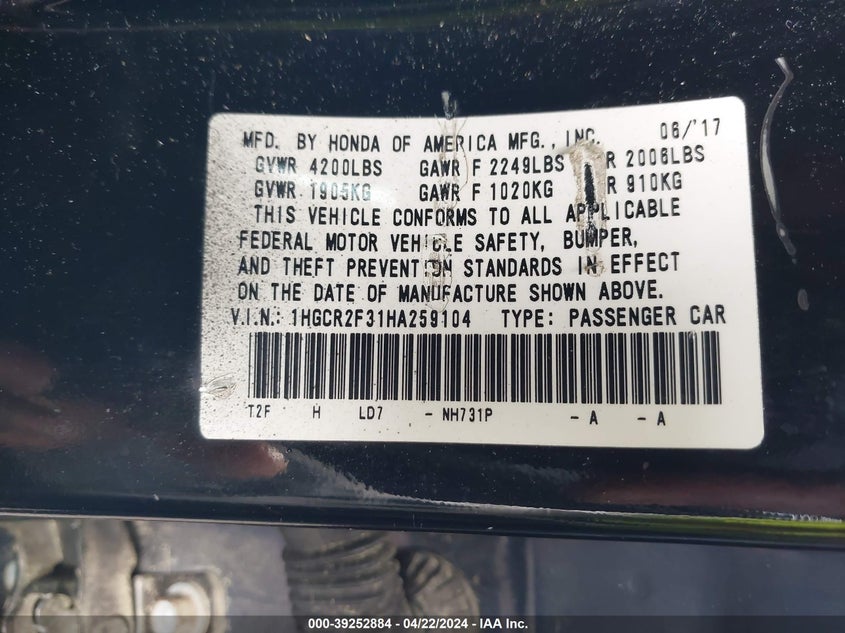 MFD. BY HONDA OF AMERICA MFG., INC. 06/'17
GVWR 4200LBS GAWR F 2249LBS R 2006LBS
GVWR 1905KG GAWR F 1020KG R 910KG
THIS VEHICLE CONFORMS TO ALL APPLICABLE
FEDERAL MOTOR VEHICLE SAFETY, BUMPER,
AND THEFT PREVENTION STANDARDS IN EFFECT
ON THE DATE OF MANUFACTURE SHOWN ABOVE.
V.I.N.: 1HGCR2F31HA259104 TYPE: PASSENGER CAR
T2F H LD7 - NH731P - A - A
000-39252884 / 04/22/2024 - IAA Inc.